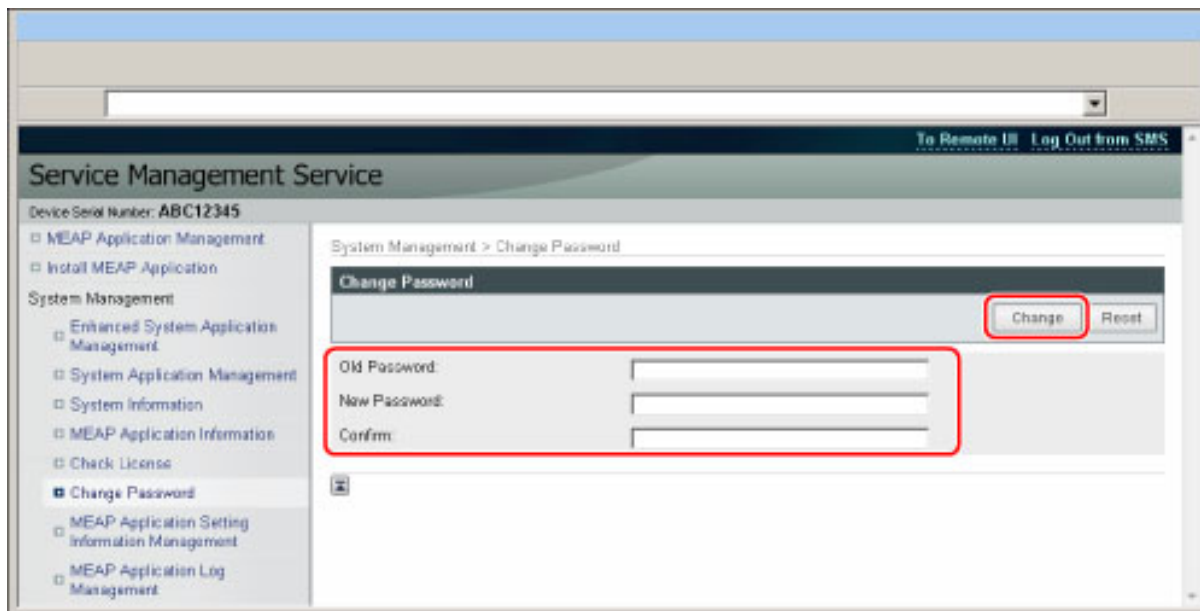 To Remote UI Log Out from SMS
Service Management Service
Device Serial Number: ABC12345
MEAP Application Management
Install MEAP Application
System Management
Enhanced System Application
Management
System Application Management
System Information
MEAP Application Information
Check License
Change Password
MEAP Application Setting
Information Management
MEAP Application Log
Management
System Management > Change Password
Change Password
Change Reset
Old Password:
New Password:
Confirm: